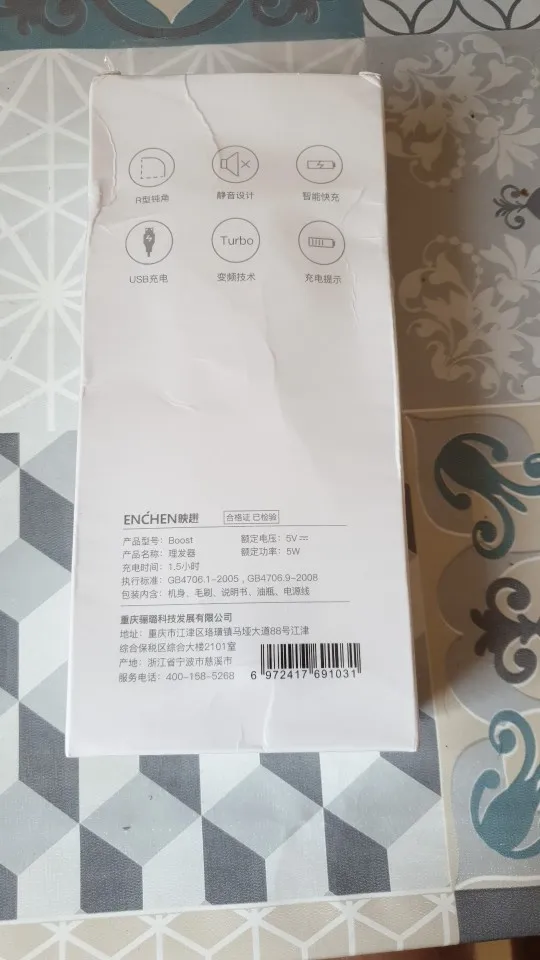 R型钝角 静音设计 智能快充
Turbo
USB充电 变频技术 充电提示
ENCHEN映趣 合格证 已检验
产品型号：Boost 额定电压：5V⎓
产品名称：理发器 额定功率：5W
充电时间：1.5小时
执行标准：GB4706.1-2005，GB4706.9-2008
包装内含：机身、毛刷、说明书、油瓶、电源线
重庆骊璐科技发展有限公司
地址：重庆市江津区珞璜镇马垭大道88号江津
综合保税区综合大楼2101室
产地：浙江省宁波市慈溪市
服务电话：400-158-5268
6 972417 691031